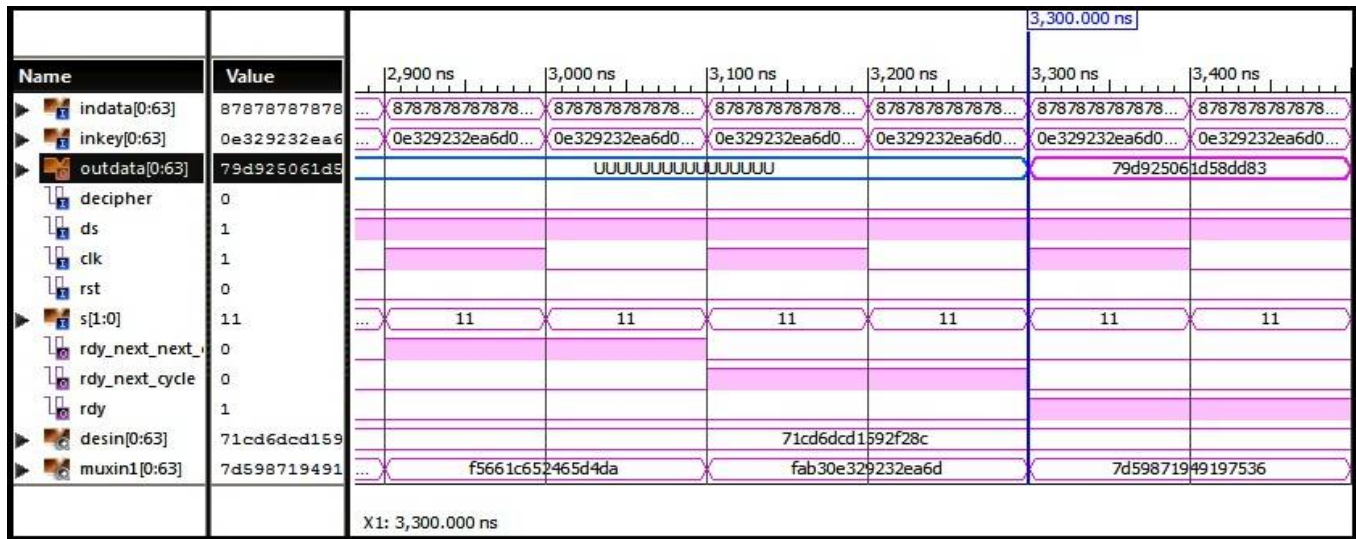 3,300.000 ns
Name Value 2,900 ns 3,000 ns 3,100 ns 3,200 ns 3,300 ns 3,400 ns
indata[0:63] 87878787878 ... 8787878787878... 8787878787878... 8787878787878... 8787878787878... 8787878787878... 8787878787878...
inkey[0:63] 0e329232ea6 ... 0e329232ea6d0... 0e329232ea6d0... 0e329232ea6d0... 0e329232ea6d0... 0e329232ea6d0... 0e329232ea6d0...
outdata[0:63] 79d925061d5 UUUUUUUUUUUUUUUU 79d925061d58dd83
decipher 0
ds 1
clk 1
rst 0
s[1:0] 11 ... 11 11 11 11 11 11
rdy_next_next_ 0
rdy_next_cycle 0
rdy 1
desin[0:63] 71cd6dcd159 71cd6dcd1592f28c
muxin1[0:63] 7d598719491 ... f5661c652465d4da fab30e329232ea6d 7d59871949197536
X1: 3,300.000 ns